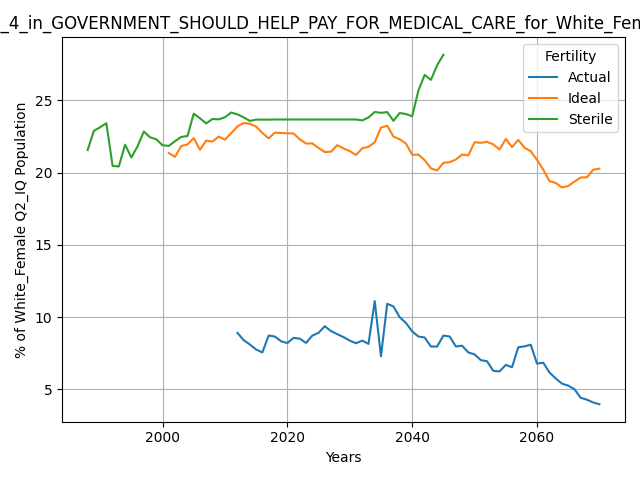 _4_in_GOVERNMENT_SHOULD_HELP_PAY_FOR_MEDICAL_CARE_for_White_Fem
Fertility
Actual
Ideal
Sterile
% of White_Female Q2_IQ Population
25
20
15
10
5
2000 2020 2040 2060
Years